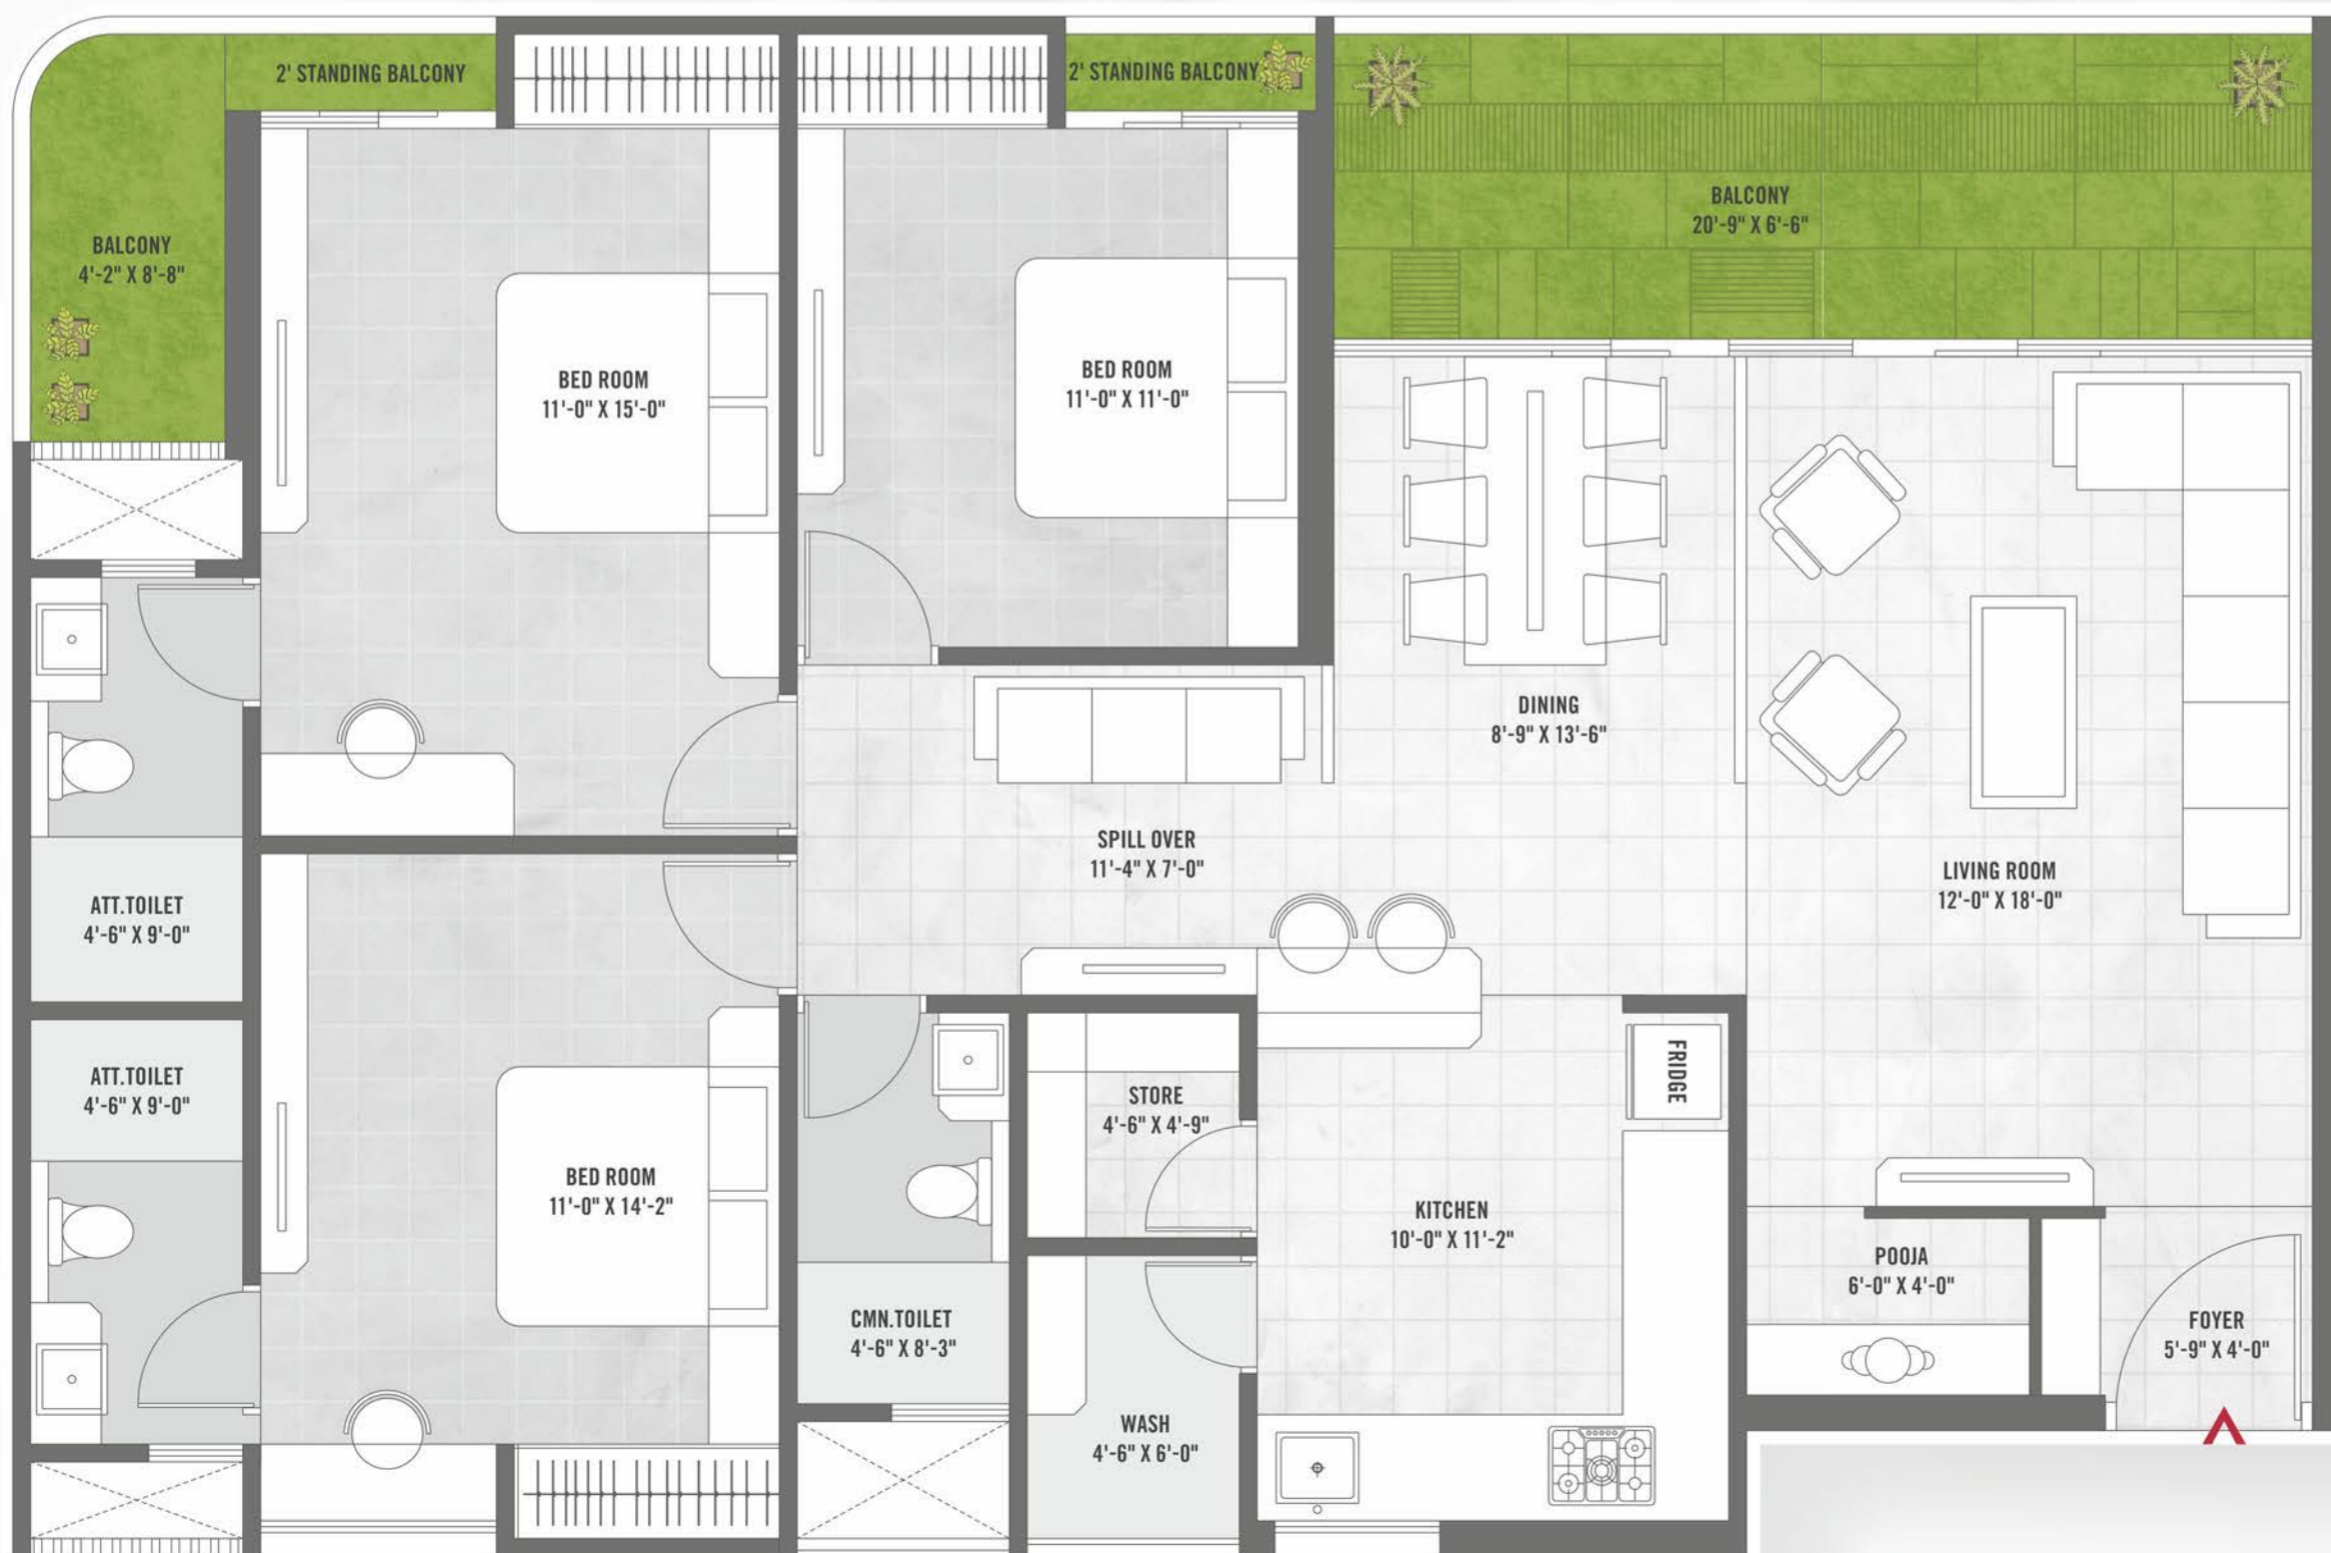 2' STANDING BALCONY
2' STANDING BALCONY
BALCONY
20'-9" X 6'-6"
BALCONY
4'-2" X 8'-8"
BED ROOM
11'-0" X 15'-0"
BED ROOM
11'-0" X 11'-0"
DINING
8'-9" X 13'-6"
SPILL OVER
11'-4" X 7'-0"
LIVING ROOM
12'-0" X 18'-0"
ATT.TOILET
4'-6" X 9'-0"
ATT.TOILET
4'-6" X 9'-0"
STORE
4'-6" X 4'-9"
FRIDGE
BED ROOM
11'-0" X 14'-2"
KITCHEN
10'-0" X 11'-2"
POOJA
6'-0" X 4'-0"
CMN.TOILET
4'-6" X 8'-3"
FOYER
5'-9" X 4'-0"
WASH
4'-6" X 6'-0"